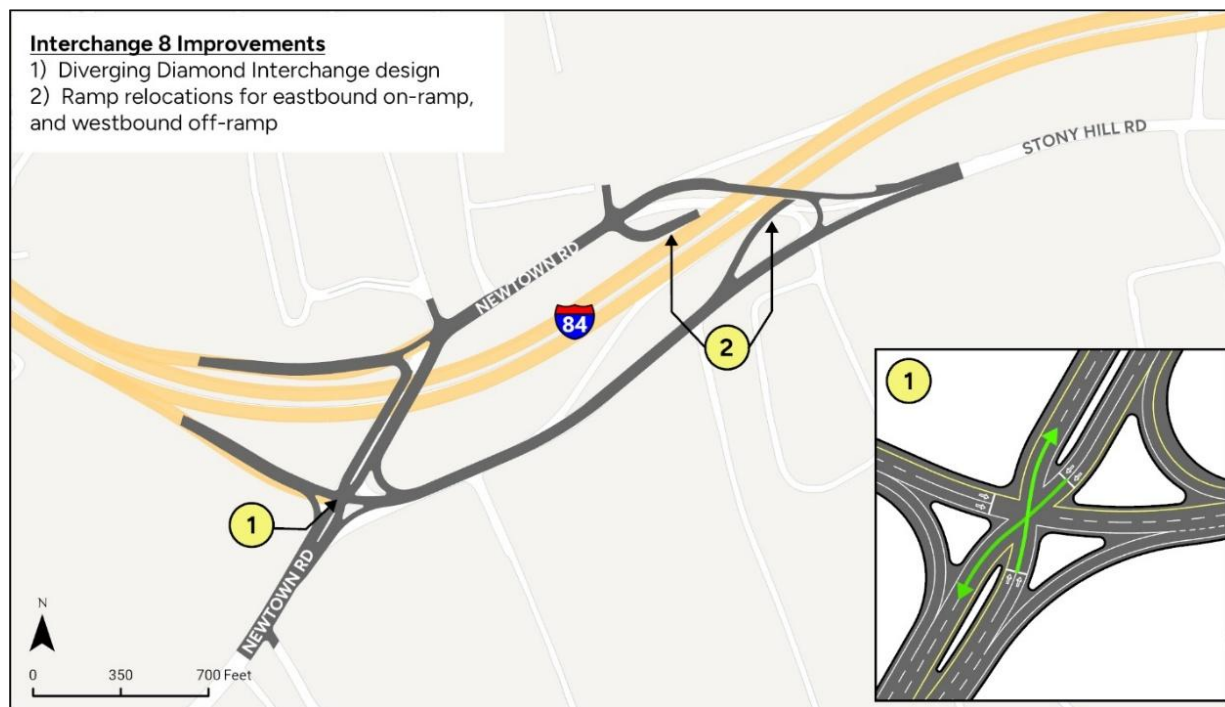 Interchange 8 Improvements
1) Diverging Diamond Interchange design
2) Ramp relocations for eastbound on-ramp,
and westbound off-ramp
STONY HILL RD
NEWTOWN RD
84
2
1
1
NEWTOWN RD
N
0 350 700 Feet